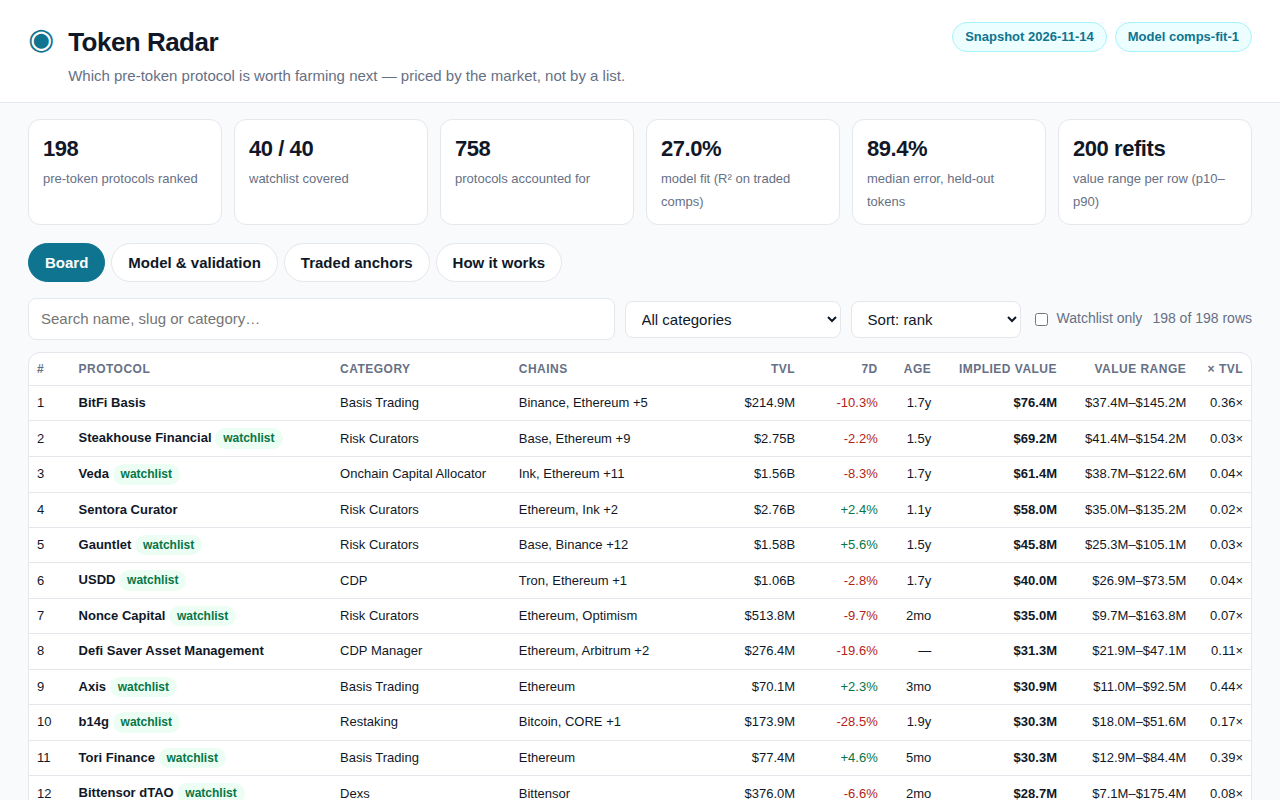 Token Radar
Which pre-token protocol is worth farming next — priced by the market, not by a list.
Snapshot 2026-11-14
Model comps-fit-1
198
pre-token protocols ranked
40 / 40
watchlist covered
758
protocols accounted for
27.0%
model fit (R² on traded
comps)
89.4%
median error, held-out
tokens
200 refits
value range per row (p10–
p90)
Board
Model & validation
Traded anchors
How it works
Search name, slug or category…
All categories
Sort: rank
Watchlist only
198 of 198 rows
# PROTOCOL CATEGORY CHAINS TVL 7D AGE IMPLIED VALUE VALUE RANGE × TVL
1 BitFi Basis Basis Trading Binance, Ethereum +5 $214.9M -10.3% 1.7y $76.4M $37.4M–$145.2M 0.36×
2 Steakhouse Financial watchlist Risk Curators Base, Ethereum +9 $2.75B -2.2% 1.5y $69.2M $41.4M–$154.2M 0.03×
3 Veda watchlist Onchain Capital Allocator Ink, Ethereum +11 $1.56B -8.3% 1.7y $61.4M $38.7M–$122.6M 0.04×
4 Sentora Curator Risk Curators Ethereum, Ink +2 $2.76B +2.4% 1.1y $58.0M $35.0M–$135.2M 0.02×
5 Gauntlet watchlist Risk Curators Base, Binance +12 $1.58B +5.6% 1.5y $45.8M $25.3M–$105.1M 0.03×
6 USDD watchlist CDP Tron, Ethereum +1 $1.06B -2.8% 1.7y $40.0M $26.9M–$73.5M 0.04×
7 Nonce Capital watchlist Risk Curators Ethereum, Optimism $513.8M -9.7% 2mo $35.0M $9.7M–$163.8M 0.07×
8 Defi Saver Asset Management CDP Manager Ethereum, Arbitrum +2 $276.4M -19.6% — $31.3M $21.9M–$47.1M 0.11×
9 Axis watchlist Basis Trading Ethereum $70.1M +2.3% 3mo $30.9M $11.0M–$92.5M 0.44×
10 b14g watchlist Restaking Bitcoin, CORE +1 $173.9M -28.5% 1.9y $30.3M $18.0M–$51.6M 0.17×
11 Tori Finance watchlist Basis Trading Ethereum $77.4M +4.6% 5mo $30.3M $12.9M–$84.4M 0.39×
12 Bittensor dTAO watchlist Dexs Bittensor $376.0M -6.6% 2mo $28.7M $7.1M–$175.4M 0.08×